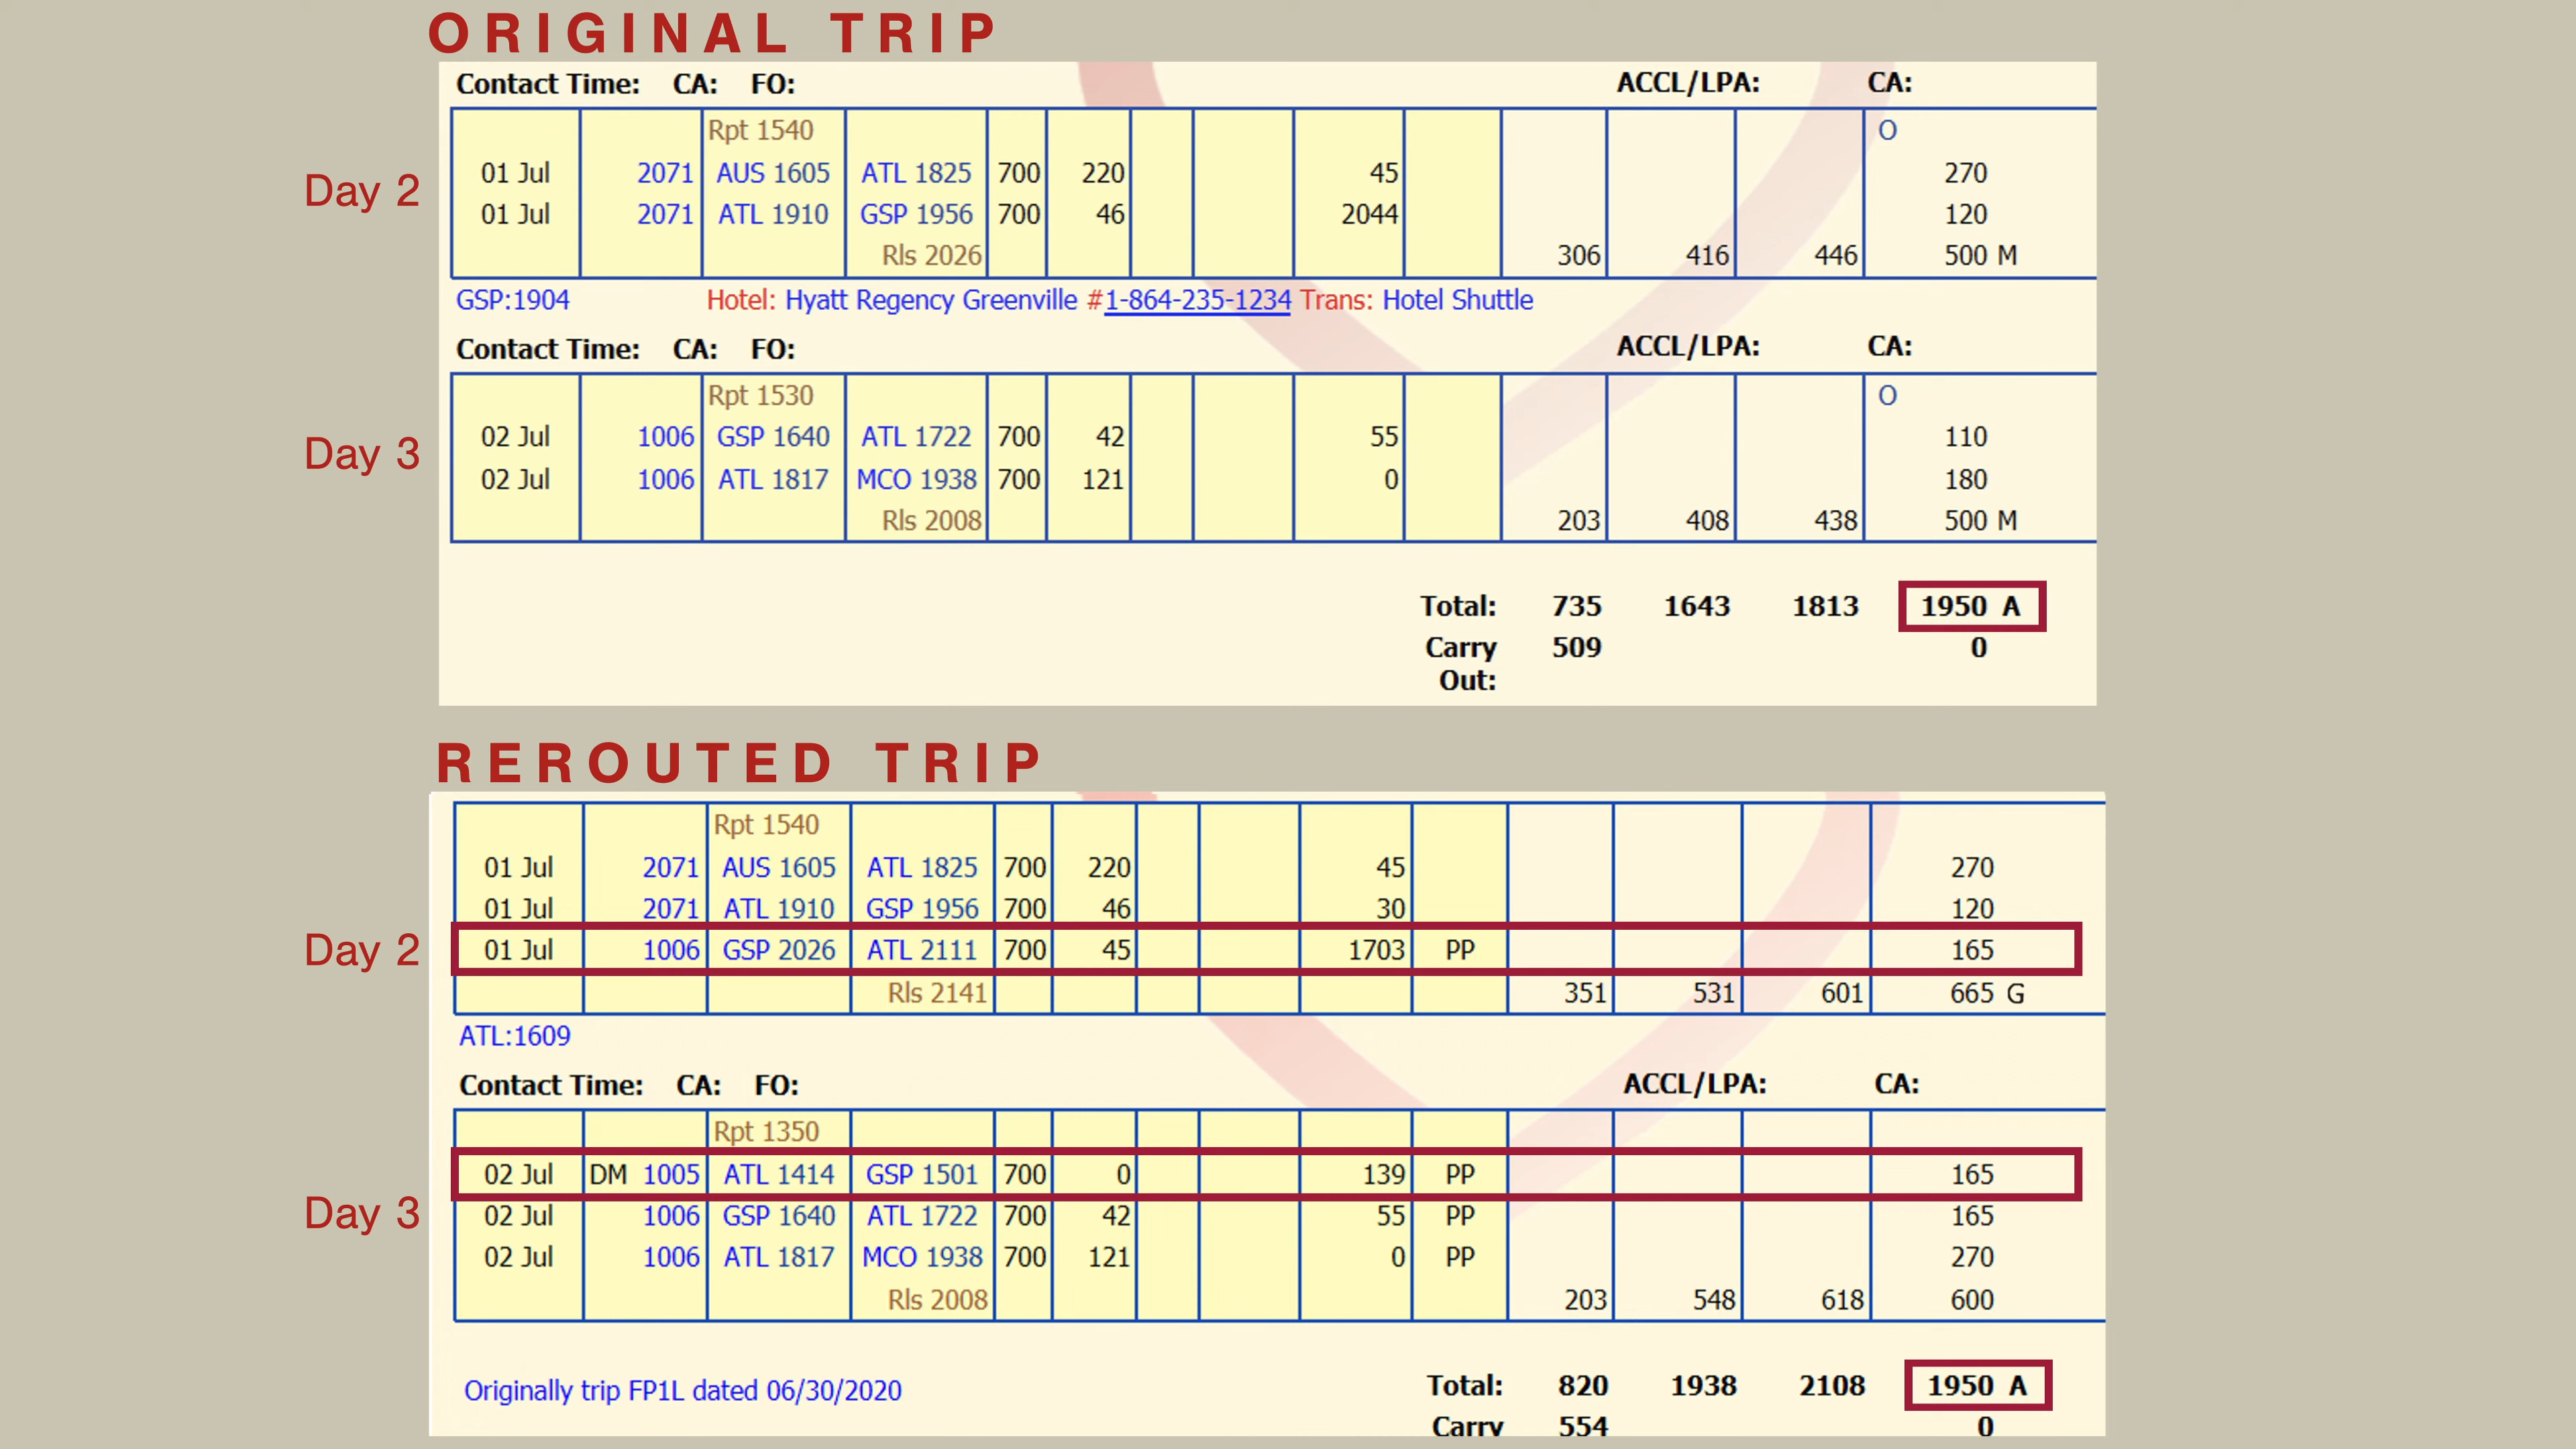 ORIGINAL TRIP
Contact Time: CA: FO: ACCL/LPA: CA:
Rpt 1540 O
Day 2
01 Jul 2071 AUS 1605 ATL 1825 700 220 45 270
01 Jul 2071 ATL 1910 GSP 1956 700 46 2044 120
Rls 2026 306 416 446 500 M
GSP:1904 Hotel: Hyatt Regency Greenville #1-864-235-1234 Trans: Hotel Shuttle
Contact Time: CA: FO: ACCL/LPA: CA:
Rpt 1530 O
Day 3
02 Jul 1006 GSP 1640 ATL 1722 700 42 55 110
02 Jul 1006 ATL 1817 MCO 1938 700 121 0 180
Rls 2008 203 408 438 500 M
Total: 735 1643 1813 1950 A
Carry 509 0
Out:
REROUTED TRIP
Rpt 1540
01 Jul 2071 AUS 1605 ATL 1825 700 220 45 270
01 Jul 2071 ATL 1910 GSP 1956 700 46 30 120
Day 2
01 Jul 1006 GSP 2026 ATL 2111 700 45 1703 PP 165
Rls 2141 351 531 601 665 G
ATL:1609
Contact Time: CA: FO: ACCL/LPA: CA:
Rpt 1350
02 Jul DM 1005 ATL 1414 GSP 1501 700 0 139 PP 165
Day 3
02 Jul 1006 GSP 1640 ATL 1722 700 42 55 PP 165
02 Jul 1006 ATL 1817 MCO 1938 700 121 0 PP 270
Rls 2008 203 548 618 600
Originally trip FP1L dated 06/30/2020 Total: 820 1938 2108 1950 A
Carry 554 0